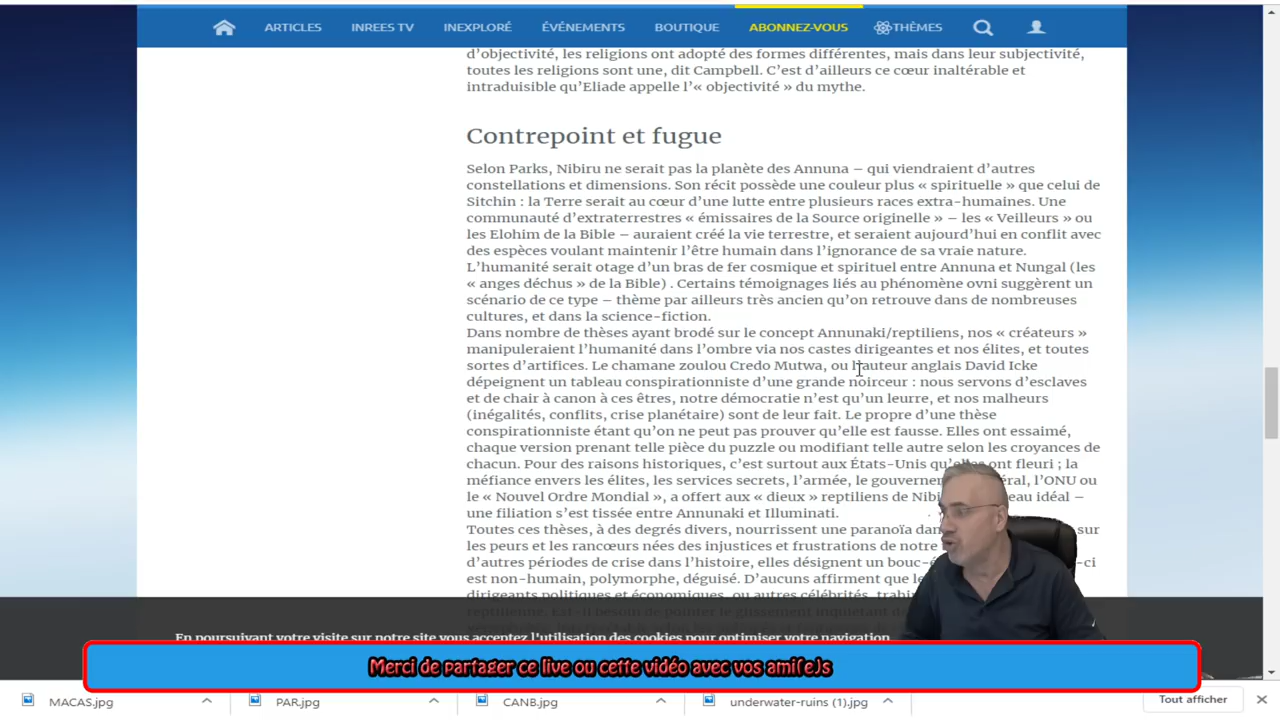 ARTICLES INREES TV INEXPLORÉ ÉVÉNEMENTS BOUTIQUE ABONNEZ-VOUS THÈMES
d’objectivité, les religions ont adopté des formes différentes, mais dans leur subjectivité,
toutes les religions sont une, dit Campbell. C’est d’ailleurs ce cœur inaltérable et
intraduisible qu’Eliade appelle l’« objectivité » du mythe.
Contrepoint et fugue
Selon Parks, Nibiru ne serait pas la planète des Annuna – qui viendraient d’autres
constellations et dimensions. Son récit possède une couleur plus « spirituelle » que celui de
Sitchin : la Terre serait au cœur d’une lutte entre plusieurs races extra-humaines. Une
communauté d’extraterrestres « émissaires de la Source originelle » – les « Veilleurs » ou
les Elohim de la Bible – auraient créé la vie terrestre, et seraient aujourd’hui en conflit avec
des espèces voulant maintenir l’être humain dans l’ignorance de sa vraie nature.
L’humanité serait otage d’un bras de fer cosmique et spirituel entre Annuna et Nungal (les
« anges déchus » de la Bible) . Certains témoignages liés au phénomène ovni suggèrent un
scénario de ce type – thème par ailleurs très ancien qu’on retrouve dans de nombreuses
cultures, et dans la science-fiction.
Dans nombre de thèses ayant brodé sur le concept Annunaki/reptiliens, nos « créateurs »
manipuleraient l’humanité dans l’ombre via nos castes dirigeantes et nos élites, et toutes
sortes d’artifices. Le chamane zoulou Credo Mutwa, ou l’auteur anglais David Icke
dépeignent un tableau conspirationniste d’une grande noirceur : nous servons d’esclaves
et de chair à canon à ces êtres, notre démocratie n’est qu’un leurre, et nos malheurs
(inégalités, conflits, crise planétaire) sont de leur fait. Le propre d’une thèse
conspirationniste étant qu’on ne peut pas prouver qu’elle est fausse. Elles ont essaimé,
chaque version prenant telle pièce du puzzle ou modifiant telle autre selon les croyances de
chacun. Pour des raisons historiques, c’est surtout aux États-Unis qu’elles ont fleuri ; la
méfiance envers les élites, les services secrets, l’armée, le gouvernem éral, l’ONU ou
le « Nouvel Ordre Mondial », a offert aux « dieux » reptiliens de Nibi eau idéal –
une filiation s’est tissée entre Annunaki et Illuminati.
Toutes ces thèses, à des degrés divers, nourrissent une paranoïa dan sur
les peurs et les rancœurs nées des injustices et frustrations de notre
d’autres périodes de crise dans l’histoire, elles désignent un bouc-é -ci
est non-humain, polymorphe, déguisé. D’aucuns affirment que le
dirigeants politiques et économiques, ou autres célébrités, trahi
reptilienne. Est-il besoin de pointer le glissement inquiétant de
En poursuivant votre visite sur notre site vous acceptez l'utilisation des cookies pour optimiser votre navigation
Merci de partager ce live ou cette vidéo avec vos ami(e)s
MACAS.jpg PAR.jpg CANB.jpg underwater-ruins (1).jpg Tout afficher